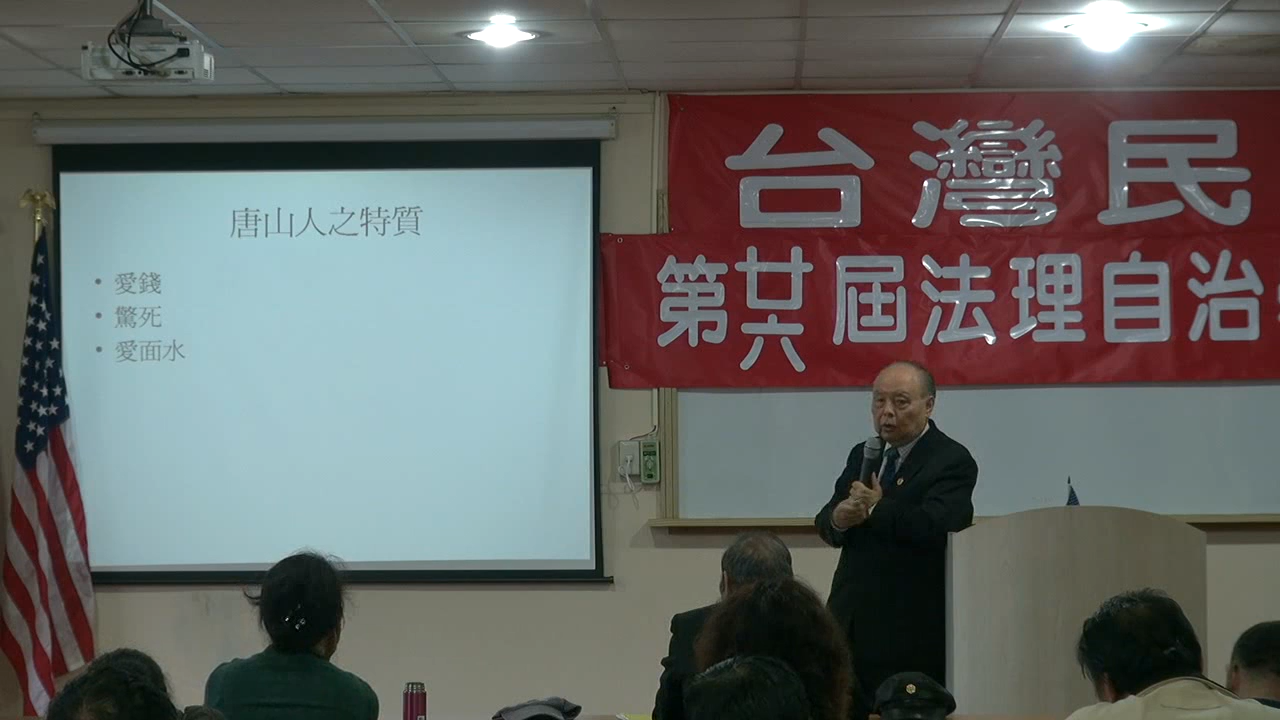 唐山人之特質
• 愛錢
• 驚死
• 愛面水
台灣民
第廿六屆法理自治